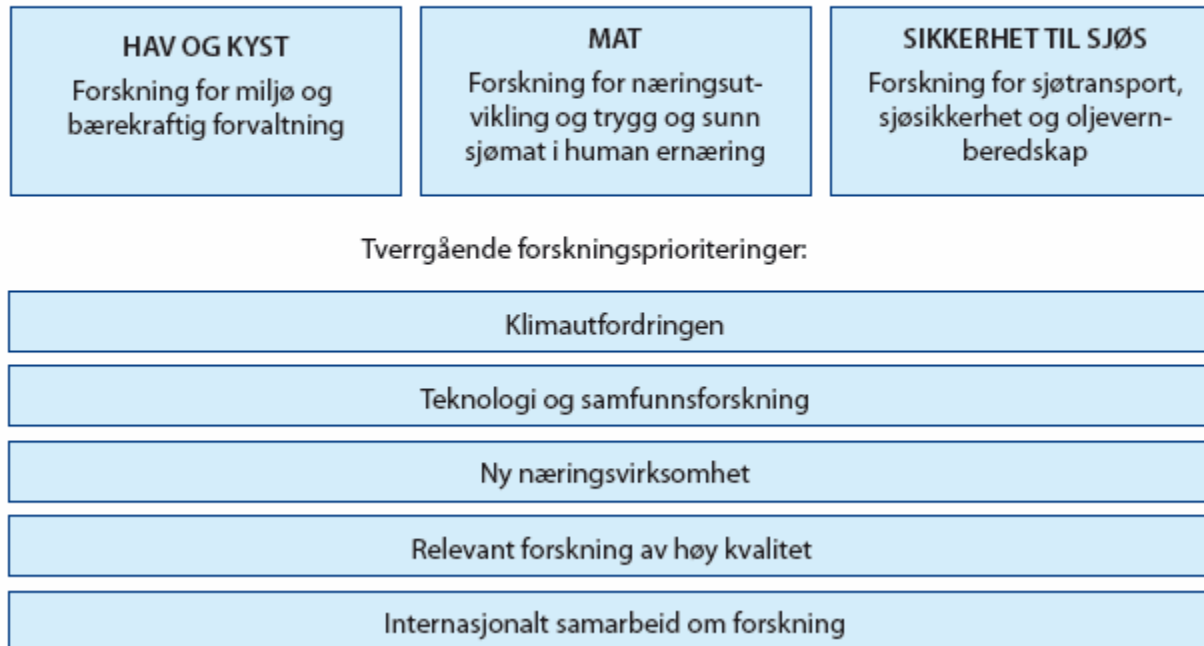 HAV OG KYST
Forskning for miljø og
bærekraftig forvaltning
MAT
Forskning for næringsut-
vikling og trygg og sunn
sjømat i human ernæring
SIKKERHET TIL SJØS
Forskning for sjøtransport,
sjøsikkerhet og oljevern-
beredskap
Tverrgående forskningsprioriteringer:
Klimautfordringen
Teknologi og samfunnsforskning
Ny næringsvirksomhet
Relevant forskning av høy kvalitet
Internasjonalt samarbeid om forskning